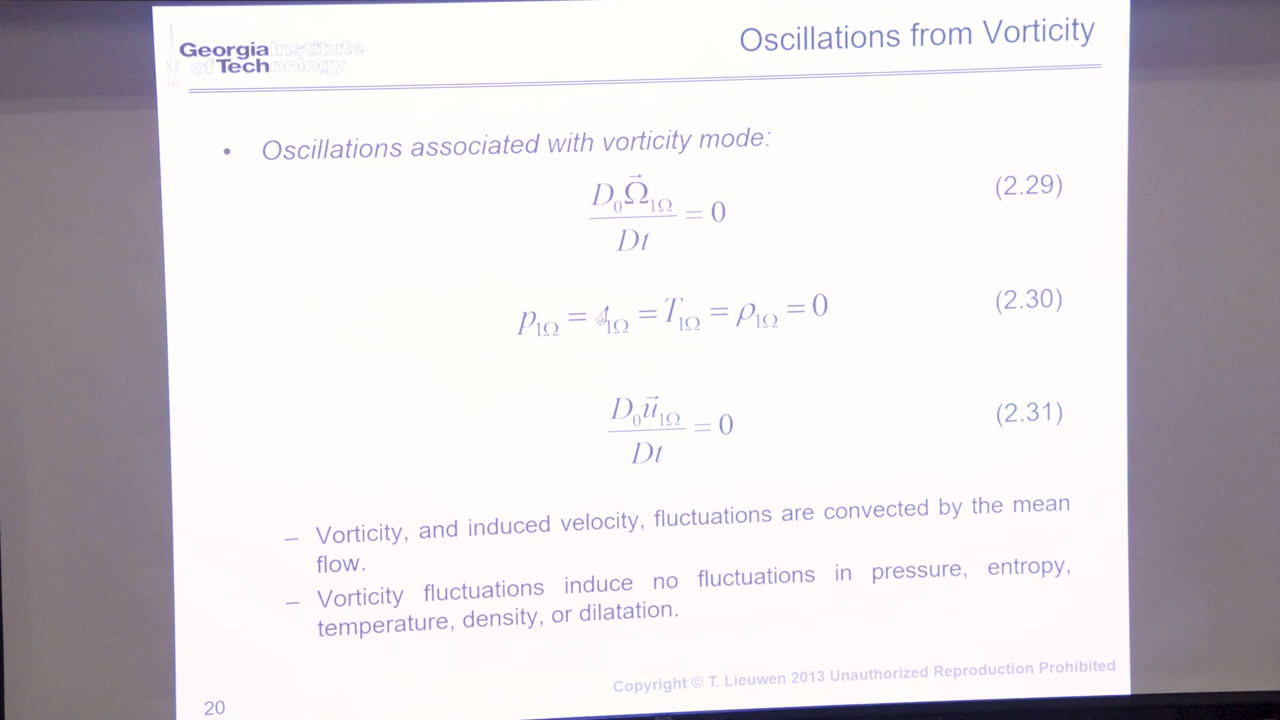 Georgia Institute
of Technology
Oscillations from Vorticity
• Oscillations associated with vorticity mode:
D₀Ω⃗₁Ω / Dt = 0 (2.29)
p₁Ω = 𝓈₁Ω = T₁Ω = ρ₁Ω = 0 (2.30)
D₀u⃗₁Ω / Dt = 0 (2.31)
– Vorticity, and induced velocity, fluctuations are convected by the mean
flow.
– Vorticity fluctuations induce no fluctuations in pressure, entropy,
temperature, density, or dilatation.
Copyright © T. Lieuwen 2013 Unauthorized Reproduction Prohibited
20